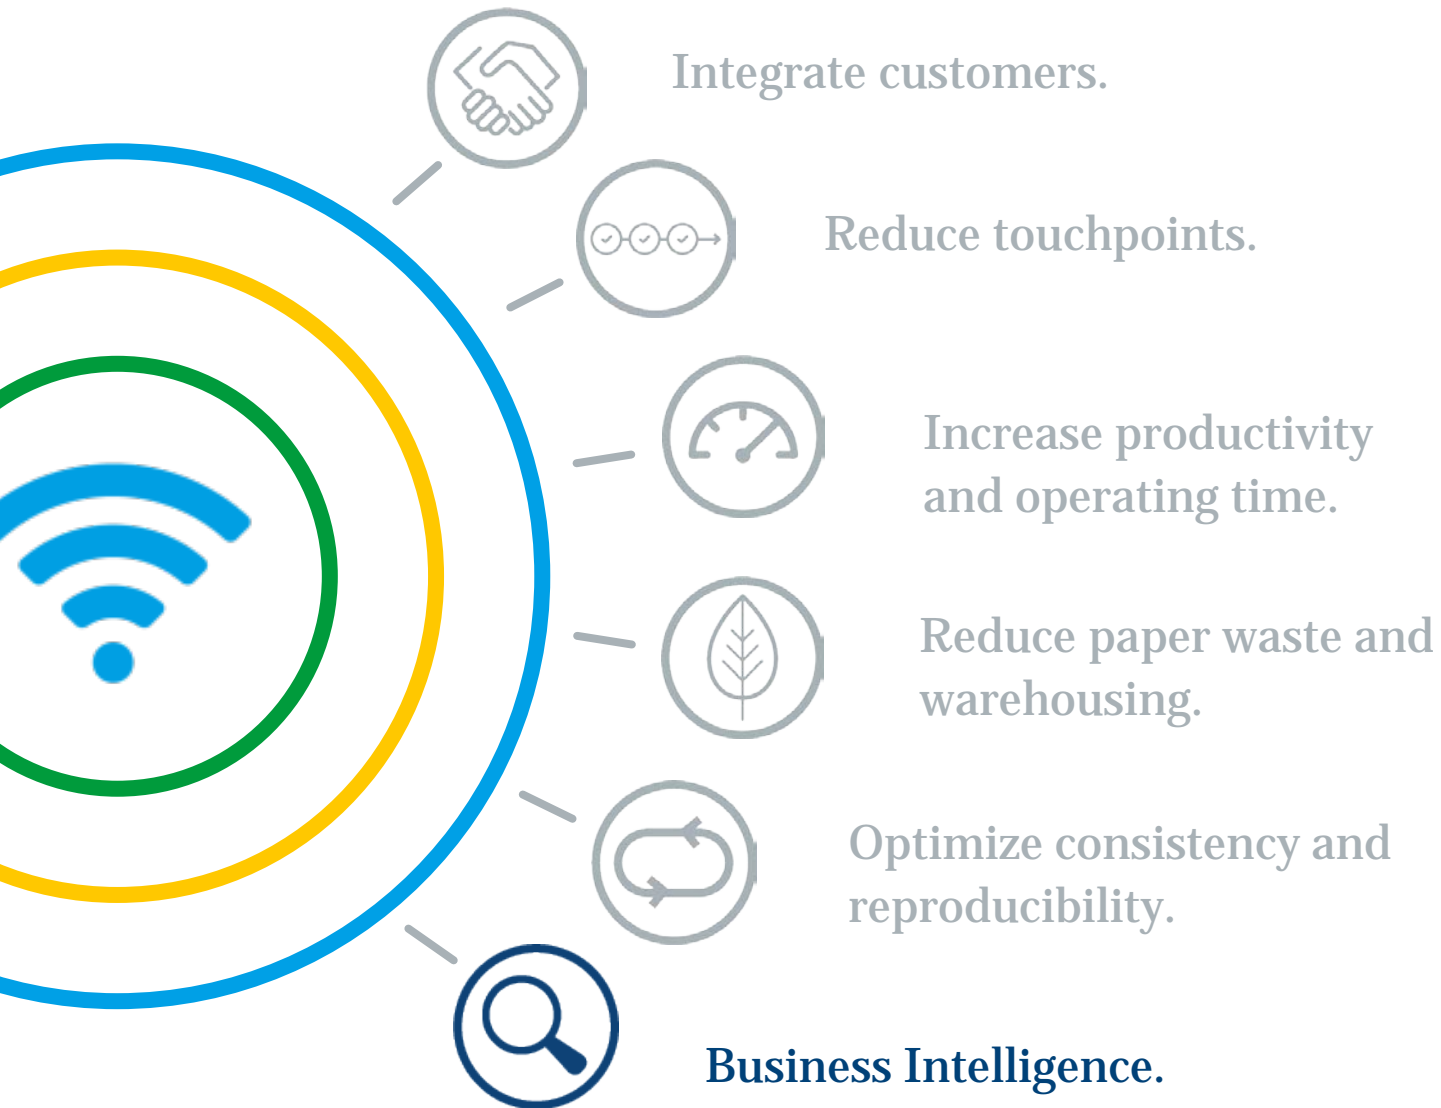 Integrate customers.
Reduce touchpoints.
Increase productivity
and operating time.
Reduce paper waste and
warehousing.
Optimize consistency and
reproducibility.
Business Intelligence.